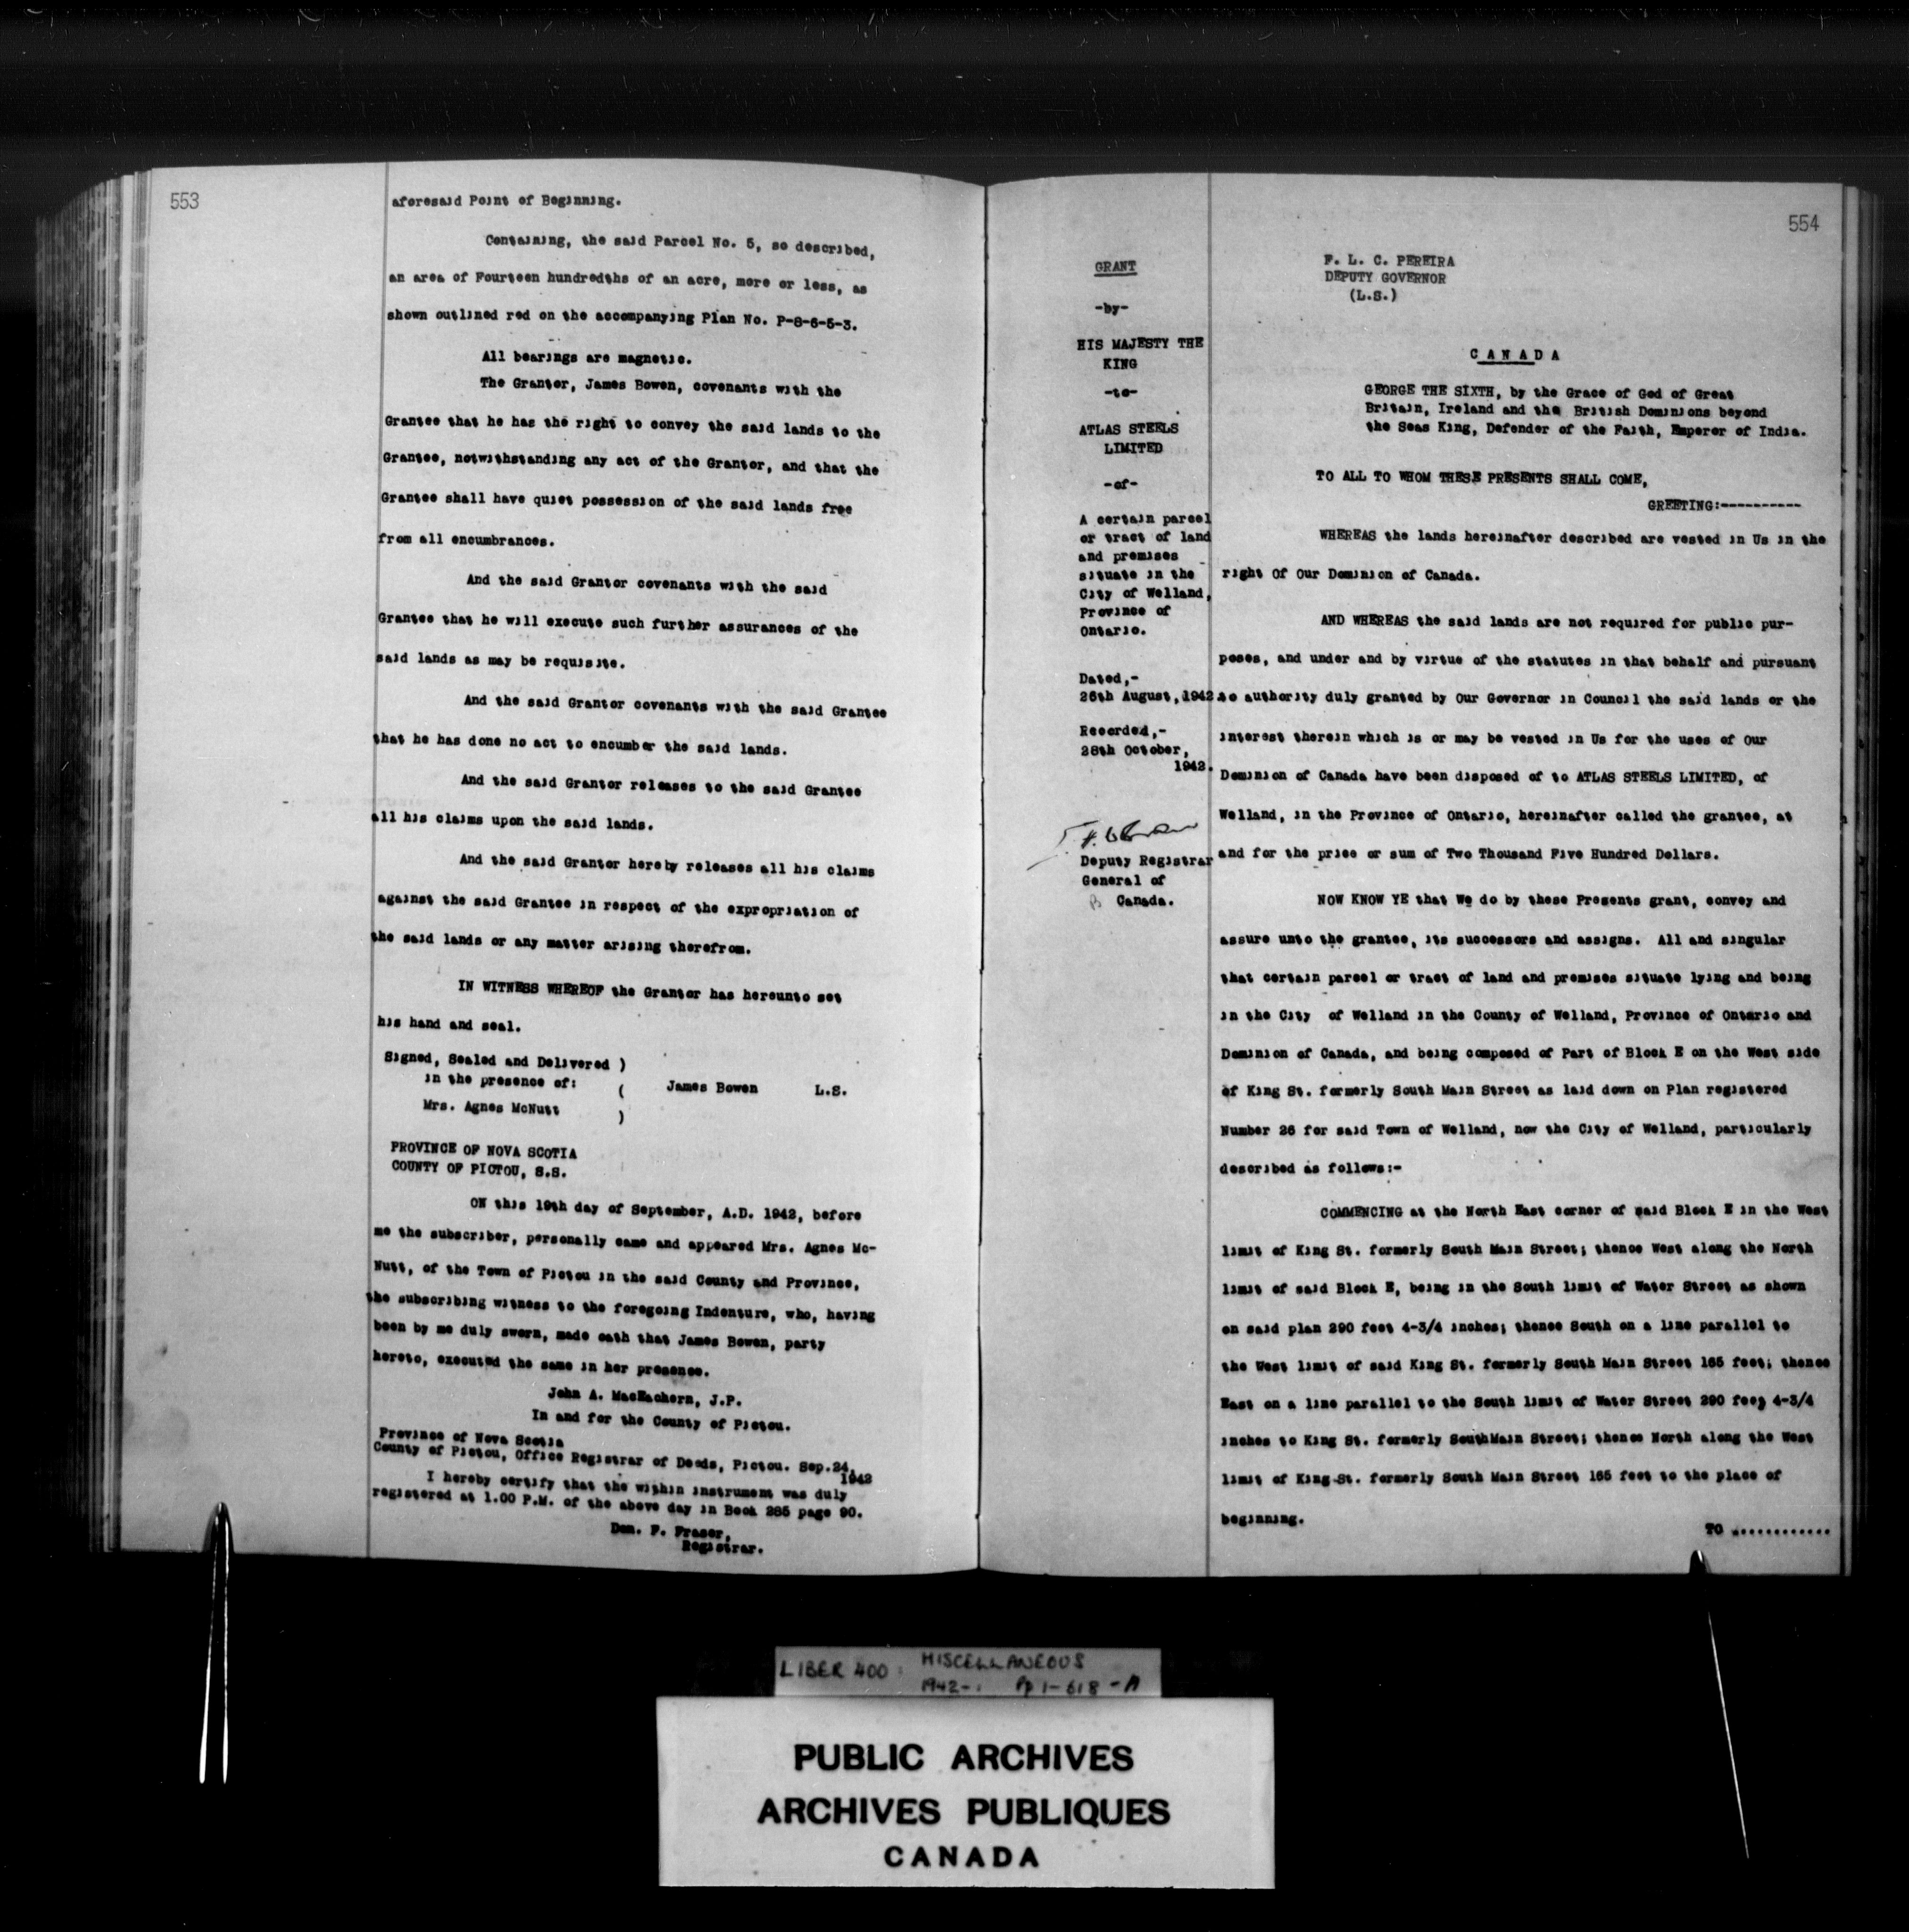 553
aforesaid Point of Beginning.
Containing, the said Parcel No. 5, so described,
an area of Fourteen hundredths of an acre, more or less, as
shown outlined red on the accompanying Plan No. P-8-6-5-3.
All bearings are magnetic.
The Grantor, James Bowen, covenants with the
Grantee that he has the right to convey the said lands to the
Grantee, notwithstanding any act of the Grantor, and that the
Grantee shall have quiet possession of the said lands free
from all encumbrances.
And the said Grantor covenants with the said
Grantee that he will execute such further assurances of the
said lands as may be requisite.
And the said Grantor covenants with the said Grantee
that he has done no act to encumber the said lands.
And the said Grantor releases to the said Grantee
all his claims upon the said lands.
And the said Grantor hereby releases all his claims
against the said Grantee in respect of the expropriation of
the said lands or any matter arising therefrom.
IN WITNESS WHEREOF the Grantor has hereunto set
his hand and seal.
Signed, Sealed and Delivered )
in the presence of: ( James Bowen L.S.
Mrs. Agnes McNutt )
PROVINCE OF NOVA SCOTIA
COUNTY OF PICTOU, S.S.
ON this 19th day of September, A.D. 1942, before
me the subscriber, personally came and appeared Mrs. Agnes Mc-
Nutt, of the Town of Pictou in the said County and Province,
the subscribing witness to the foregoing Indenture, who, having
been by me duly sworn, made oath that James Bowen, party
hereto, executed the same in her presence.
John A. MacEachern, J.P.
In and for the County of Pictou.
Province of Nova Scotia
County of Pictou, Office Registrar of Deeds, Pictou. Sep.24,
1942
I hereby certify that the within instrument was duly
registered at 1.00 P.M. of the above day in Book 285 page 90.
Don. F. Fraser,
Registrar.
554
GRANT
-by-
HIS MAJESTY THE
KING
-to-
ATLAS STEELS
LIMITED
-of-
A certain parcel
or tract of land
and premises
situate in the
City of Welland,
Province of
Ontario.
Dated,-
26th August, 1942.
Recorded,-
28th October,
1942.
Deputy Registrar
General of
Canada.
F. L. C. PEREIRA
DEPUTY GOVERNOR
(L.S.)
CANADA
GEORGE THE SIXTH, by the Grace of God of Great
Britain, Ireland and the British Dominions beyond
the Seas King, Defender of the Faith, Emperor of India.
TO ALL TO WHOM THESE PRESENTS SHALL COME,
GREETING:----------
WHEREAS the lands hereinafter described are vested in Us in the
right Of Our Dominion of Canada.
AND WHEREAS the said lands are not required for public pur-
poses, and under and by virtue of the statutes in that behalf and pursuant
to authority duly granted by Our Governor in Council the said lands or the
interest therein which is or may be vested in Us for the uses of Our
Dominion of Canada have been disposed of to ATLAS STEELS LIMITED, of
Welland, in the Province of Ontario, hereinafter called the grantee, at
and for the price or sum of Two Thousand Five Hundred Dollars.
NOW KNOW YE that We do by these Presents grant, convey and
assure unto the grantee, its successors and assigns. All and singular
that certain parcel or tract of land and premises situate lying and being
in the City of Welland in the County of Welland, Province of Ontario and
Dominion of Canada, and being composed of Part of Block E on the West side
of King St. formerly South Main Street as laid down on Plan registered
Number 26 for said Town of Welland, now the City of Welland, particularly
described as follows:-
COMMENCING at the North East corner of said Block E in the West
limit of King St. formerly South Main Street; thence West along the North
limit of said Block E, being in the South limit of Water Street as shown
on said plan 290 feet 4-3/4 inches; thence South on a line parallel to
the West limit of said King St. formerly South Main Street 165 feet; thence
East on a line parallel to the South limit of Water Street 290 feet 4-3/4
inches to King St. formerly SouthMain Street; thence North along the West
limit of King St. formerly South Main Street 165 feet to the place of
beginning.
TO ............
LIBER 400: MISCELLANEOUS
1942- Pp 1-618-A
PUBLIC ARCHIVES
ARCHIVES PUBLIQUES
CANADA